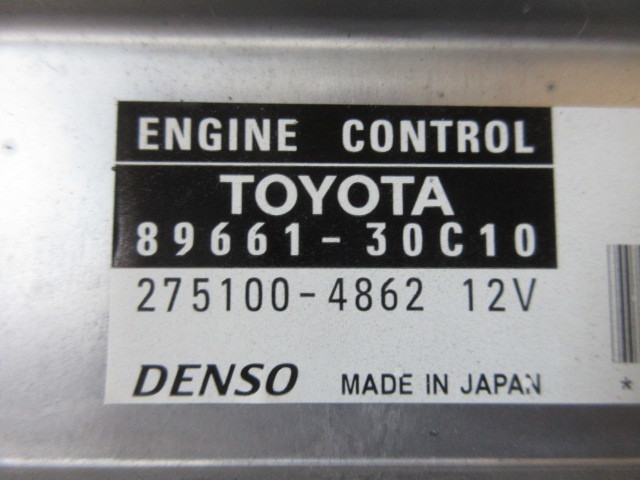 ENGINE CONTROL
TOYOTA
89661-30C10
275100-4862 12V
DENSO MADE IN JAPAN
*